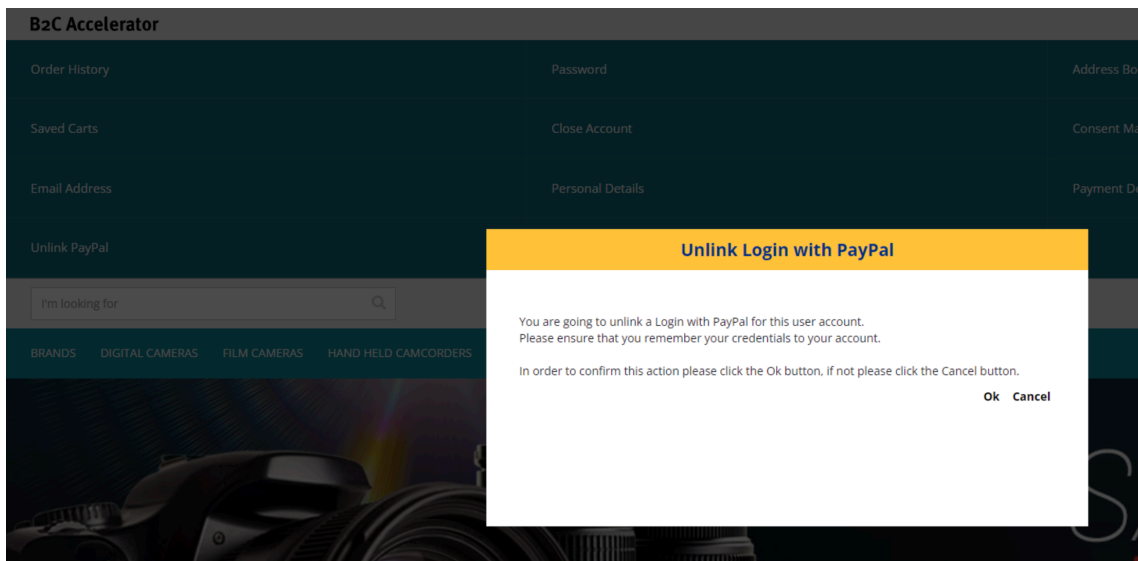 B2C Accelerator
Order History Password Address Bo
Saved Carts Close Account Consent Ma
Email Address Personal Details Payment De
Unlink PayPal
Unlink Login with PayPal
I'm looking for
You are going to unlink a Login with PayPal for this user account.
Please ensure that you remember your credentials to your account.
BRANDS DIGITAL CAMERAS FILM CAMERAS HAND HELD CAMCORDERS
In order to confirm this action please click the Ok button, if not please click the Cancel button.
Ok Cancel
SA